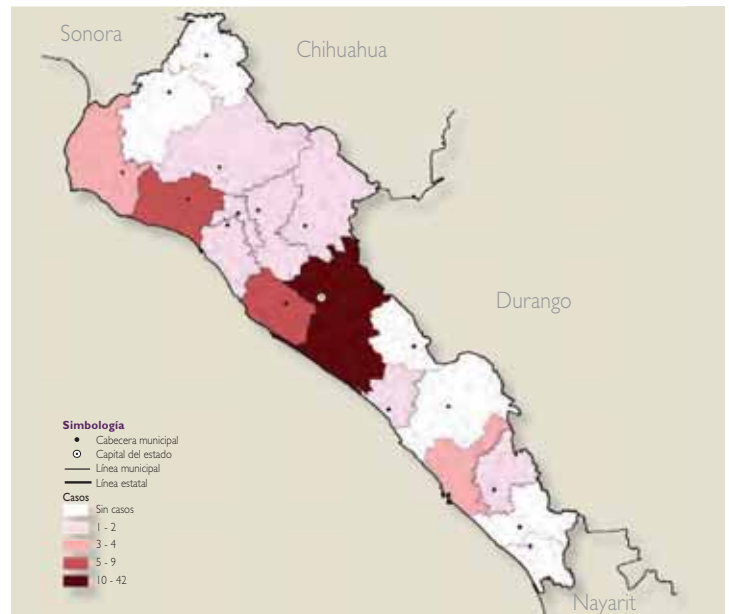 Sonora
Chihuahua
Durango
Simbología
Cabecera municipal
Capital del estado
Línea municipal
Línea estatal
Casos
Sin casos
1 - 2
3 - 4
5 - 9
10 - 42
Nayarit